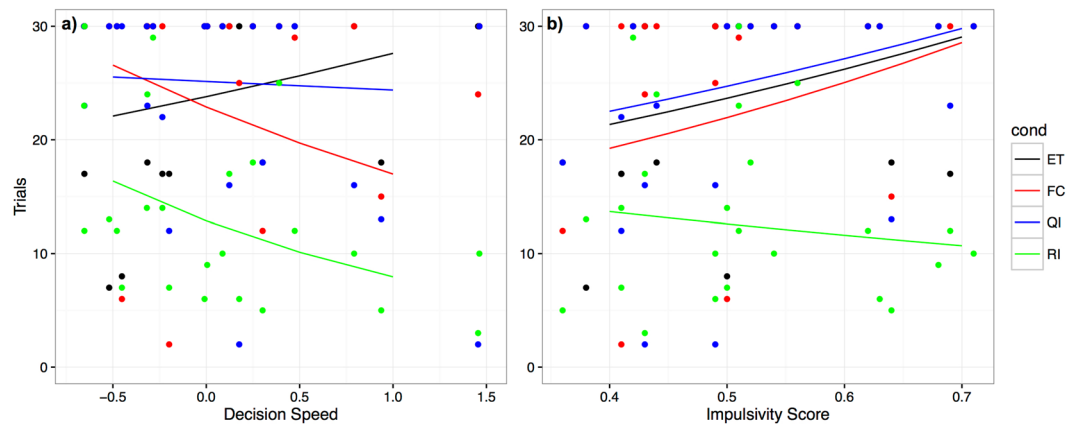 a)
b)
30
20
10
0
Trials
−0.5
0.0
0.5
1.0
1.5
Decision Speed
30
20
10
0
0.4
0.5
0.6
0.7
Impulsivity Score
cond
ET
FC
QI
RI